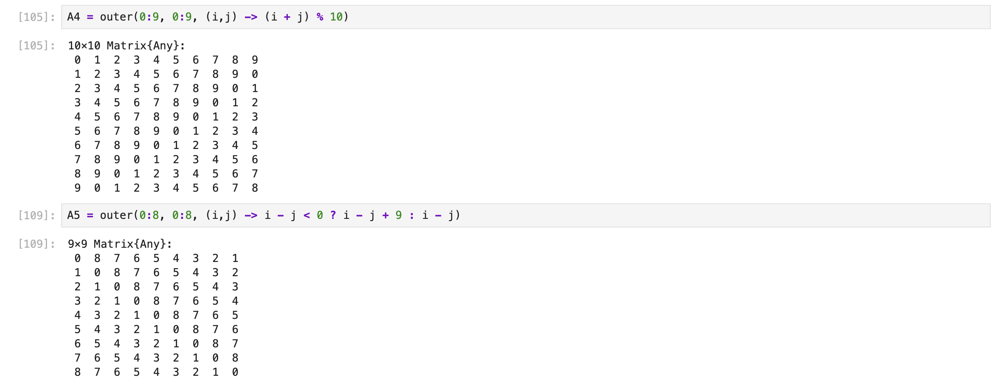 [105]: A4 = outer(0:9, 0:9, (i,j) -> (i + j) % 10)
[105]: 10×10 Matrix{Any}:
0 1 2 3 4 5 6 7 8 9
1 2 3 4 5 6 7 8 9 0
2 3 4 5 6 7 8 9 0 1
3 4 5 6 7 8 9 0 1 2
4 5 6 7 8 9 0 1 2 3
5 6 7 8 9 0 1 2 3 4
6 7 8 9 0 1 2 3 4 5
7 8 9 0 1 2 3 4 5 6
8 9 0 1 2 3 4 5 6 7
9 0 1 2 3 4 5 6 7 8
[109]: A5 = outer(0:8, 0:8, (i,j) -> i - j < 0 ? i - j + 9 : i - j)
[109]: 9×9 Matrix{Any}:
0 8 7 6 5 4 3 2 1
1 0 8 7 6 5 4 3 2
2 1 0 8 7 6 5 4 3
3 2 1 0 8 7 6 5 4
4 3 2 1 0 8 7 6 5
5 4 3 2 1 0 8 7 6
6 5 4 3 2 1 0 8 7
7 6 5 4 3 2 1 0 8
8 7 6 5 4 3 2 1 0